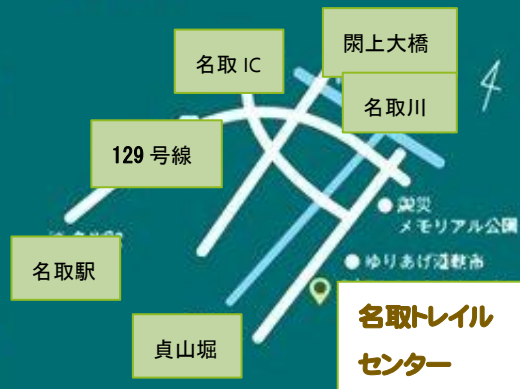 閖上大橋
名取 IC
名取川
129 号線
震災
メモリアル公園
ゆりあげ港朝市
名取駅
名取トレイル
センター
貞山堀